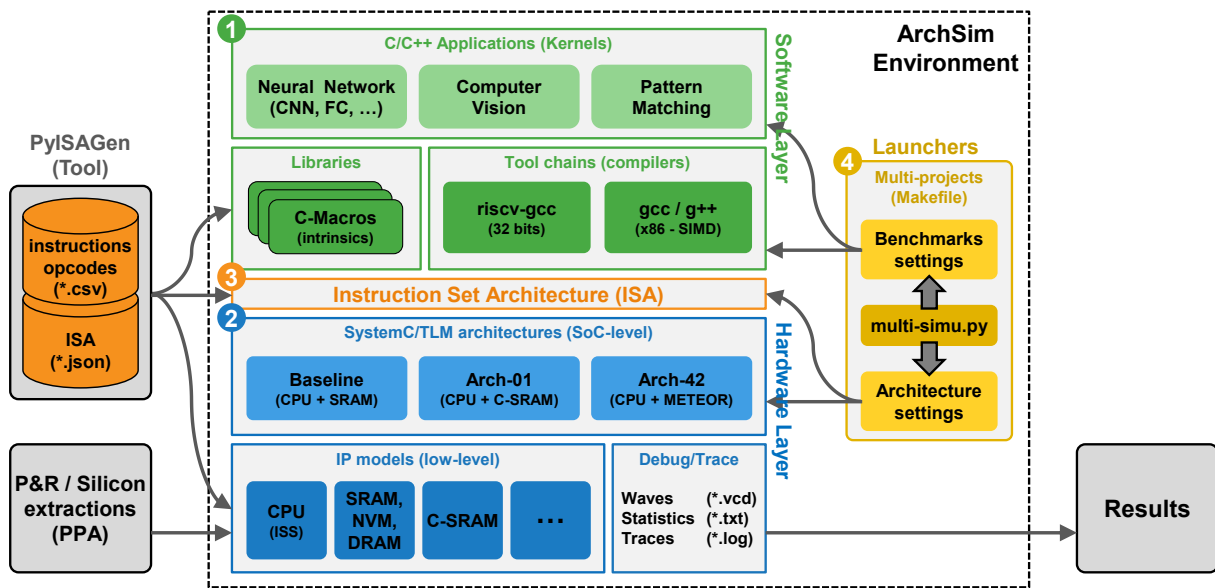 ArchSim
Environment
1
C/C++ Applications (Kernels)
Neural Network
(CNN, FC, …)
Computer
Vision
Pattern
Matching
Software Layer
PyISAGen
(Tool)
instructions
opcodes
(*.csv)
ISA
(*.json)
Libraries
C-Macros
(intrinsics)
Tool chains (compilers)
riscv-gcc
(32 bits)
gcc / g++
(x86 - SIMD)
Launchers
4
Multi-projects
(Makefile)
Benchmarks
settings
multi-simu.py
Architecture
settings
3
Instruction Set Architecture (ISA)
2
SystemC/TLM architectures (SoC-level)
Baseline
(CPU + SRAM)
Arch-01
(CPU + C-SRAM)
Arch-42
(CPU + METEOR)
Hardware Layer
P&R / Silicon
extractions
(PPA)
IP models (low-level)
CPU
(ISS)
SRAM,
NVM,
DRAM
C-SRAM
…
Debug/Trace
Waves (*.vcd)
Statistics (*.txt)
Traces (*.log)
Results